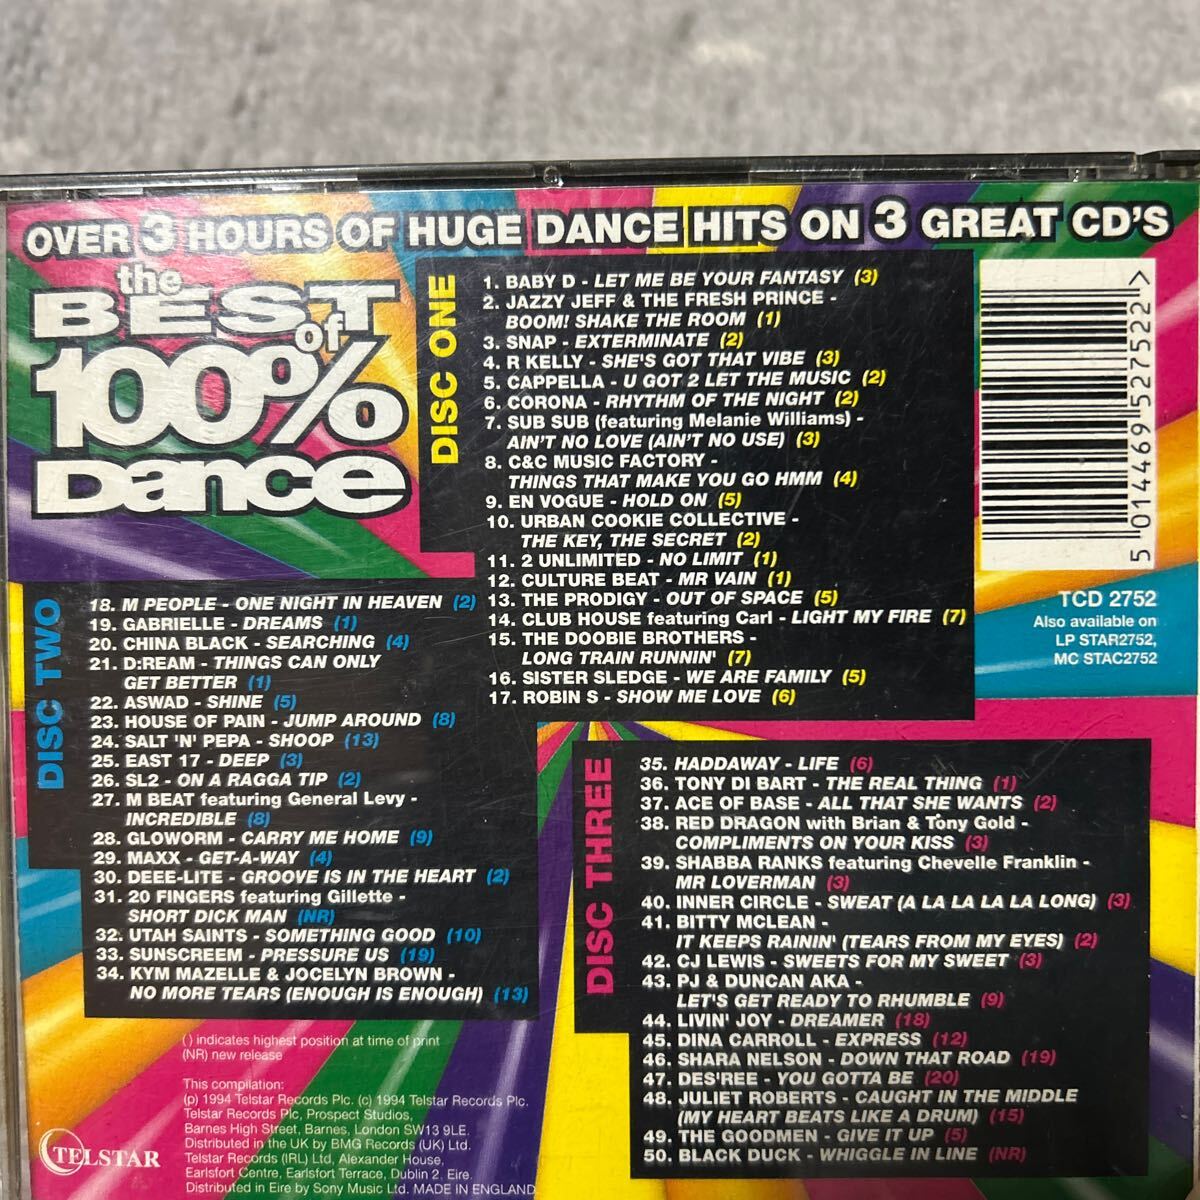 OVER 3 HOURS OF HUGE DANCE HITS ON 3 GREAT CD'S
the
BEST
of
100%
Dance
DISC ONE
1. BABY D - LET ME BE YOUR FANTASY (3)
2. JAZZY JEFF & THE FRESH PRINCE -
BOOM! SHAKE THE ROOM (1)
3. SNAP - EXTERMINATE (2)
4. R KELLY - SHE'S GOT THAT VIBE (3)
5. CAPPELLA - U GOT 2 LET THE MUSIC (2)
6. CORONA - RHYTHM OF THE NIGHT (2)
7. SUB SUB (featuring Melanie Williams) -
AIN'T NO LOVE (AIN'T NO USE) (3)
8. C&C MUSIC FACTORY -
THINGS THAT MAKE YOU GO HMM (4)
9. EN VOGUE - HOLD ON (5)
10. URBAN COOKIE COLLECTIVE -
THE KEY, THE SECRET (2)
11. 2 UNLIMITED - NO LIMIT (1)
12. CULTURE BEAT - MR VAIN (1)
13. THE PRODIGY - OUT OF SPACE (5)
14. CLUB HOUSE featuring Carl - LIGHT MY FIRE (7)
15. THE DOOBIE BROTHERS -
LONG TRAIN RUNNIN' (7)
16. SISTER SLEDGE - WE ARE FAMILY (5)
17. ROBIN S - SHOW ME LOVE (6)
5 014469 527522 >
TCD 2752
Also available on
LP STAR2752,
MC STAC2752
DISC TWO
18. M PEOPLE - ONE NIGHT IN HEAVEN (2)
19. GABRIELLE - DREAMS (1)
20. CHINA BLACK - SEARCHING (4)
21. D:REAM - THINGS CAN ONLY
GET BETTER (1)
22. ASWAD - SHINE (5)
23. HOUSE OF PAIN - JUMP AROUND (8)
24. SALT 'N' PEPA - SHOOP (13)
25. EAST 17 - DEEP (3)
26. SL2 - ON A RAGGA TIP (2)
27. M BEAT featuring General Levy -
INCREDIBLE (8)
28. GLOWORM - CARRY ME HOME (9)
29. MAXX - GET-A-WAY (4)
30. DEEE-LITE - GROOVE IS IN THE HEART (2)
31. 20 FINGERS featuring Gillette -
SHORT DICK MAN (NR)
32. UTAH SAINTS - SOMETHING GOOD (10)
33. SUNSCREEM - PRESSURE US (19)
34. KYM MAZELLE & JOCELYN BROWN -
NO MORE TEARS (ENOUGH IS ENOUGH) (13)
DISC THREE
35. HADDAWAY - LIFE (6)
36. TONY DI BART - THE REAL THING (1)
37. ACE OF BASE - ALL THAT SHE WANTS (2)
38. RED DRAGON with Brian & Tony Gold -
COMPLIMENTS ON YOUR KISS (3)
39. SHABBA RANKS featuring Chevelle Franklin -
MR LOVERMAN (3)
40. INNER CIRCLE - SWEAT (A LA LA LA LA LONG) (3)
41. BITTY MCLEAN -
IT KEEPS RAININ' (TEARS FROM MY EYES) (2)
42. CJ LEWIS - SWEETS FOR MY SWEET (3)
43. PJ & DUNCAN AKA -
LET'S GET READY TO RHUMBLE (9)
44. LIVIN' JOY - DREAMER (18)
45. DINA CARROLL - EXPRESS (12)
46. SHARA NELSON - DOWN THAT ROAD (19)
47. DES'REE - YOU GOTTA BE (20)
48. JULIET ROBERTS - CAUGHT IN THE MIDDLE
(MY HEART BEATS LIKE A DRUM) (15)
49. THE GOODMEN - GIVE IT UP (5)
50. BLACK DUCK - WHIGGLE IN LINE (NR)
( ) indicates highest position at time of print
(NR) new release
This compilation:
(p) 1994 Telstar Records Plc. (c) 1994 Telstar Records Plc.
Telstar Records Plc, Prospect Studios,
Barnes High Street, Barnes, London SW13 9LE.
Distributed in the UK by BMG Records (UK) Ltd.
Telstar Records (IRL) Ltd, Alexander House,
Earlsfort Centre, Earlsfort Terrace, Dublin 2. Eire.
Distributed in Eire by Sony Music Ltd. MADE IN ENGLAND
TELSTAR